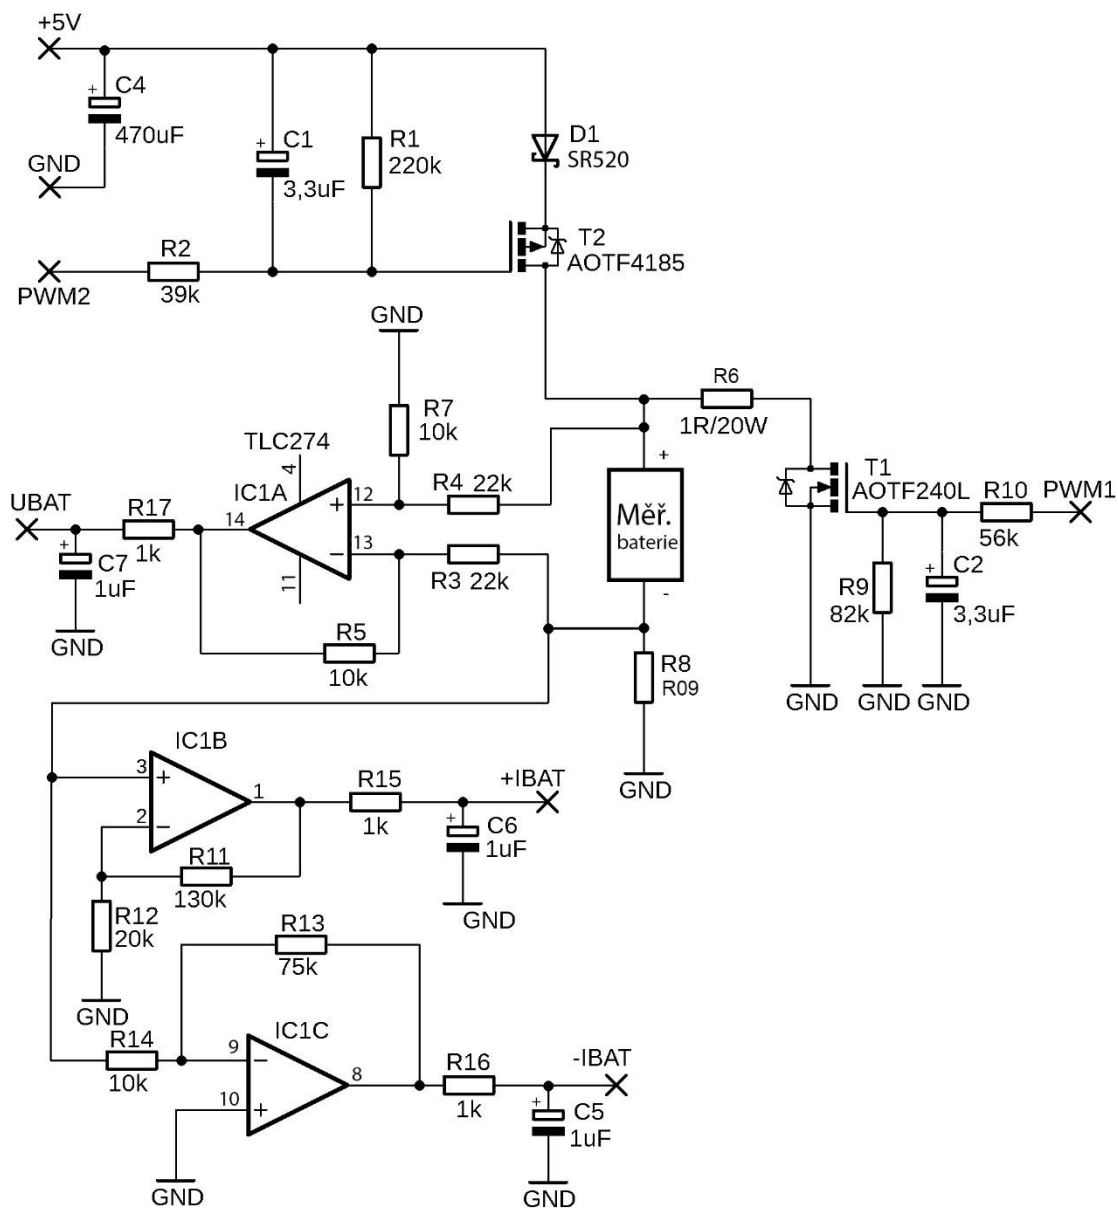 +5V
C4
470uF
GND
+
C1
3,3uF
+
R1
220k
D1
SR520
T2
AOTF4185
R2
39k
PWM2
GND
R7
10k
R6
1R/20W
TLC274
4
IC1A
12
+
R4 22k
UBAT
R17
1k
14
13
−
R3 22k
11
+
C7
1uF
GND
R5
10k
+
Měř.
baterie
-
T1
AOTF240L
R10
56k
PWM1
R9
82k
+
C2
3,3uF
GND
GND
GND
R8
R09
GND
IC1B
3
+
1
2
−
R15
1k
+IBAT
+
C6
1uF
GND
R11
130k
R12
20k
GND
R13
75k
R14
10k
IC1C
9
−
8
10
+
GND
R16
1k
-IBAT
+
C5
1uF
GND